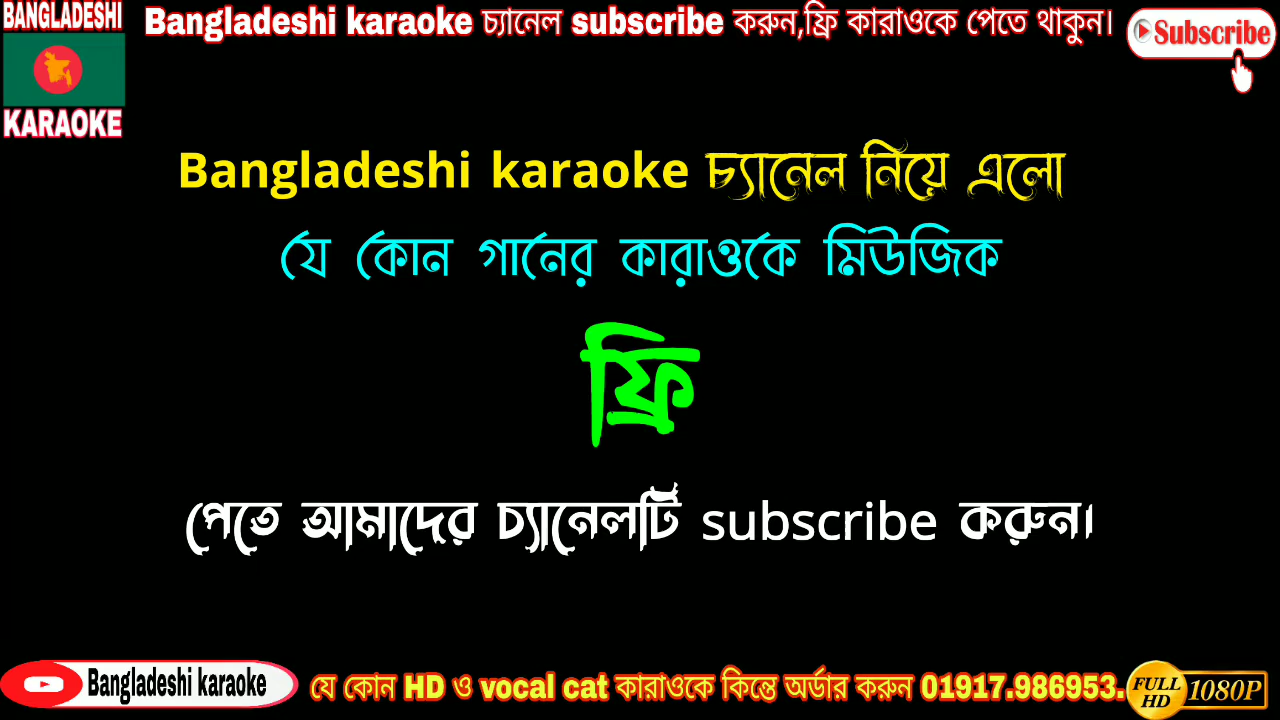 BANGLADESHI
KARAOKE
Bangladeshi karaoke চ্যানেল subscribe করুন,ফ্রি কারাওকে পেতে থাকুন।
Subscribe
Bangladeshi karaoke চ্যানেল নিয়ে এলো
যে কোন গানের কারাওকে মিউজিক
ফ্রি
পেতে আমাদের চ্যানেলটি subscribe করুন।
Bangladeshi karaoke
যে কোন HD ও vocal cat কারাওকে কিন্তে অর্ডার করুন 01917.986953.
FULL HD 1080P